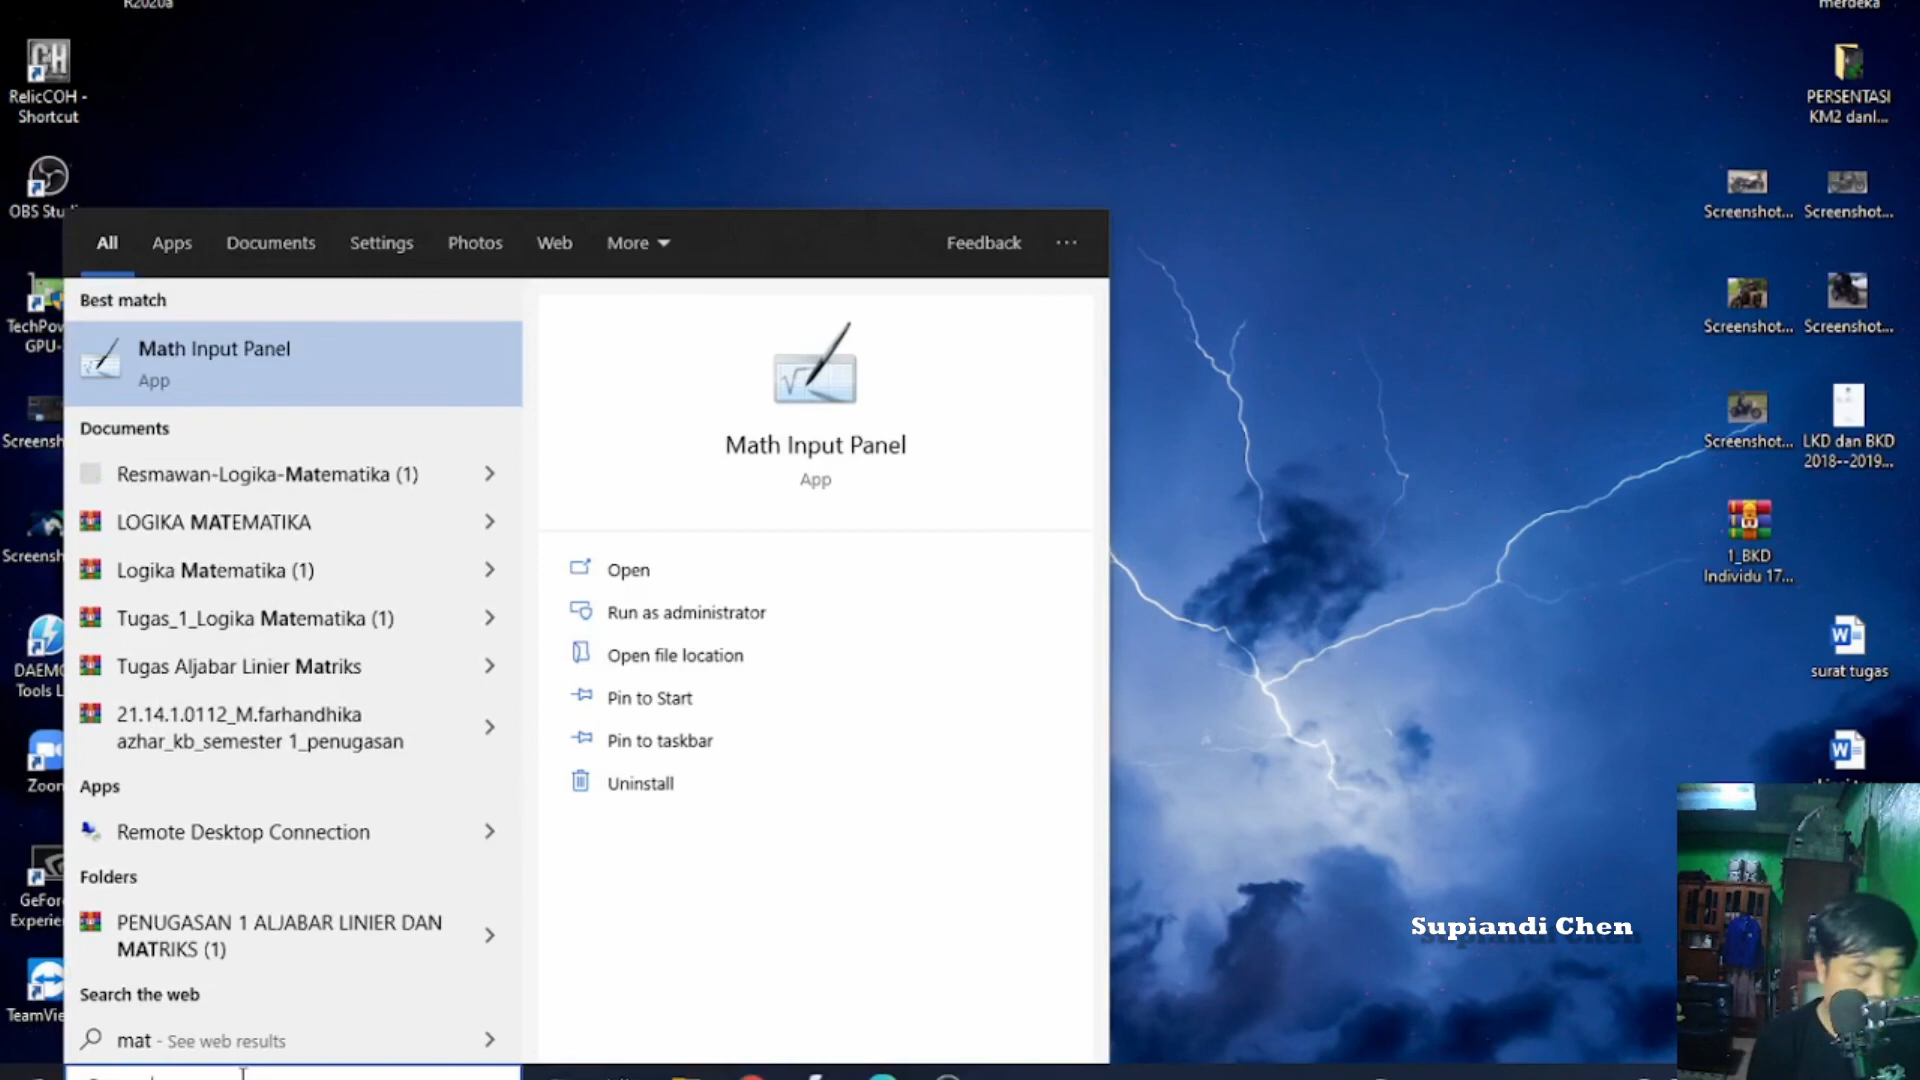 R2020a
RelicCOH -
Shortcut
OBS Stu
TechPow
GPU-
Screensh
Screensh
DAEMO
Tools L
Zoom
GeFor
Experie
TeamVie
All Apps Documents Settings Photos Web More Feedback ...
Best match
Math Input Panel
App
Documents
Resmawan-Logika-Matematika (1)
LOGIKA MATEMATIKA
Logika Matematika (1)
Tugas_1_Logika Matematika (1)
Tugas Aljabar Linier Matriks
21.14.1.0112_M.farhandhika
azhar_kb_semester 1_penugasan
Apps
Remote Desktop Connection
Folders
PENUGASAN 1 ALJABAR LINIER DAN
MATRIKS (1)
Search the web
mat - See web results
Math Input Panel
App
Open
Run as administrator
Open file location
Pin to Start
Pin to taskbar
Uninstall
merdeka
PERSENTASI
KM2 danl...
Screenshot... Screenshot...
Screenshot... Screenshot...
Screenshot... LKD dan BKD
2018--2019...
1_BKD
Individu 17...
surat tugas
Supiandi Chen